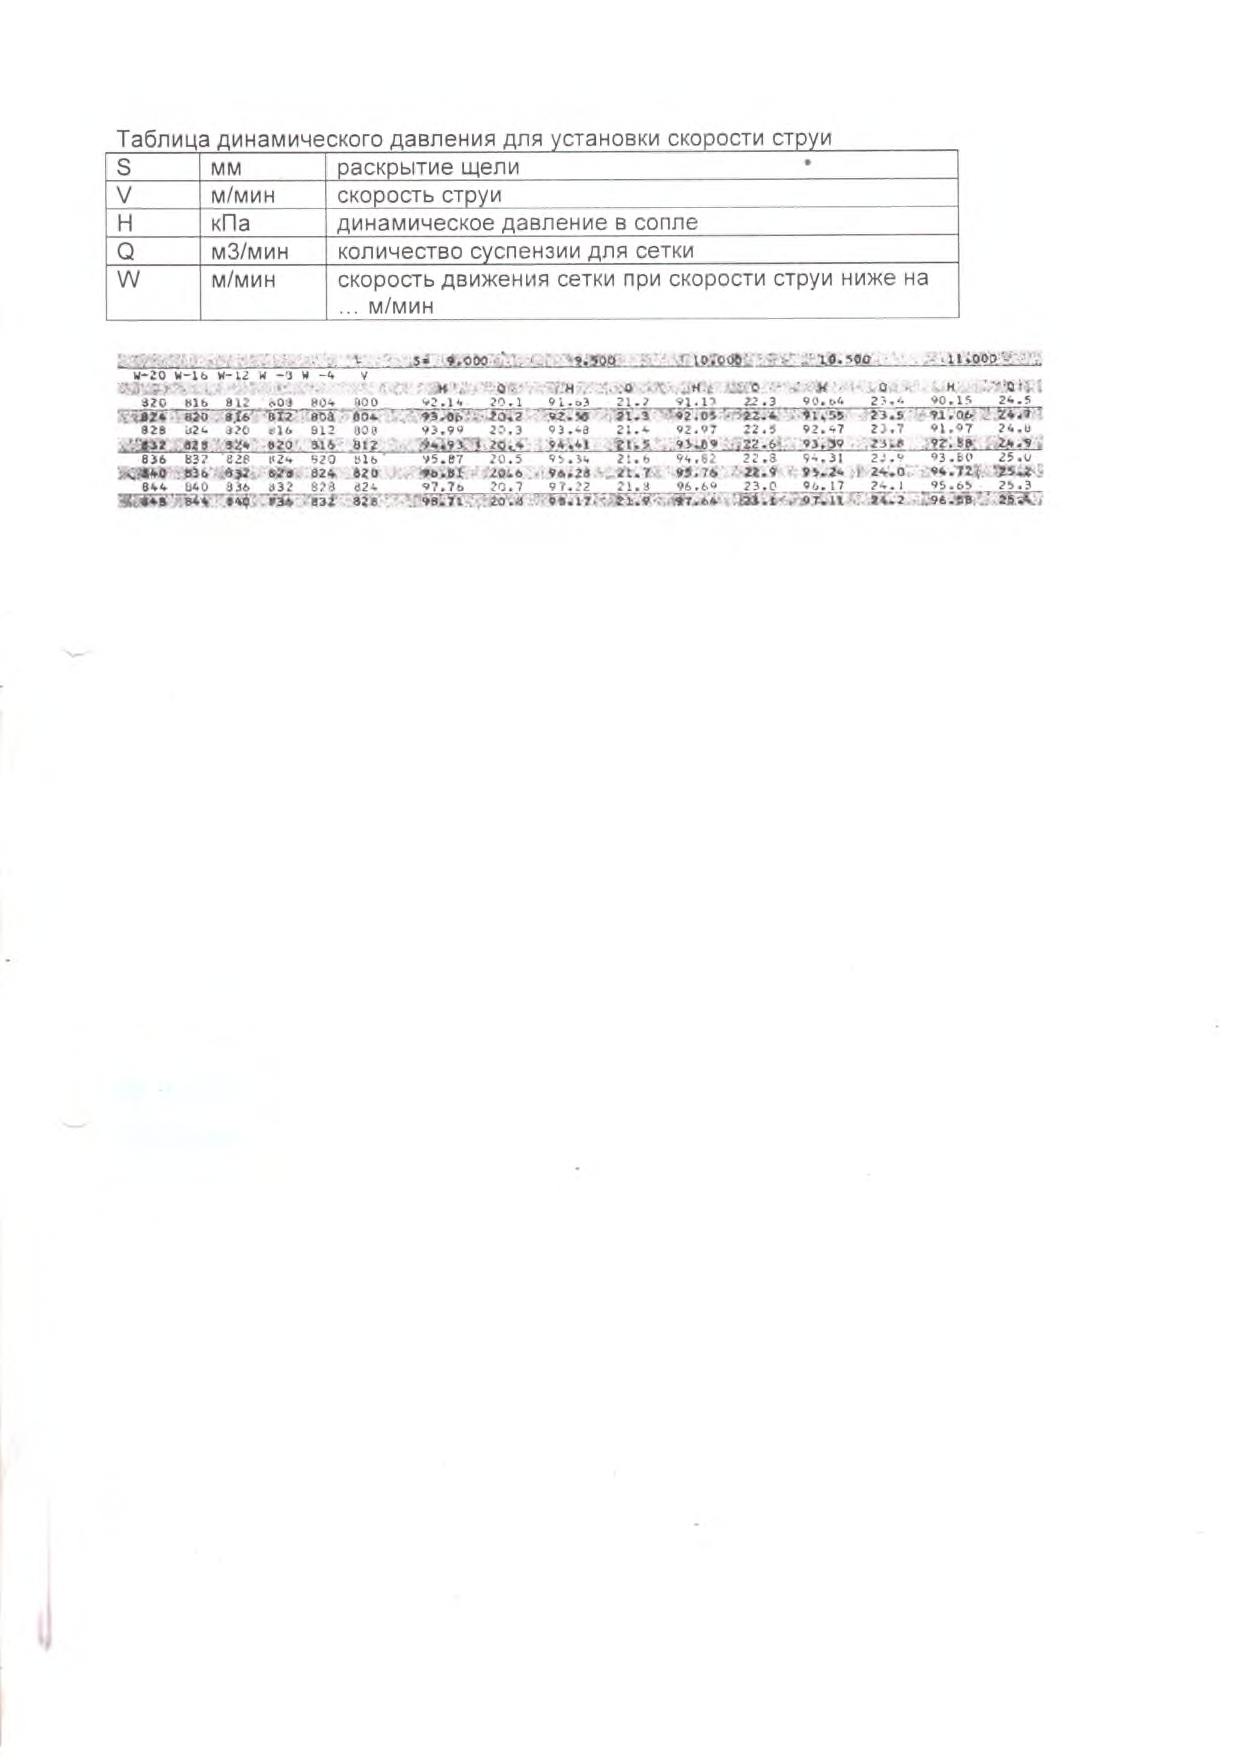 Таблица динамического давления для установки скорости струи
S мм раскрытие щели
V м/мин скорость струи
H кПа динамическое давление в сопле
Q м3/мин количество суспензии для сетки
W м/мин скорость движения сетки при скорости струи ниже на
... м/мин
S= 9.000 9.500 10.000 10.500 11.000
W-20 W-16 W-12 W -8 W -4 V
H Q H Q H Q H Q H Q
820 816 812 808 804 800 92.14 20.1 91.63 21.2 91.13 22.3 90.64 23.4 90.15 24.5
824 820 816 812 808 804 93.06 20.2 92.56 21.3 92.05 22.4 91.55 23.5 91.06 24.7
828 824 820 816 812 808 93.99 20.3 93.48 21.4 92.97 22.5 92.47 23.7 91.97 24.8
832 828 824 820 816 812 94.93 20.4 94.41 21.5 93.89 22.6 93.39 23.8 92.88 24.9
836 832 828 824 820 816 95.87 20.5 95.34 21.6 94.82 22.8 94.31 23.9 93.80 25.0
840 836 832 828 824 820 96.81 20.6 96.28 21.7 95.76 22.9 95.24 24.0 94.72 25.2
844 840 836 832 828 824 97.76 20.7 97.22 21.8 96.69 23.0 96.17 24.1 95.65 25.3
848 844 840 836 832 828 98.71 20.8 98.17 21.9 97.64 23.1 97.11 24.2 96.58 25.4